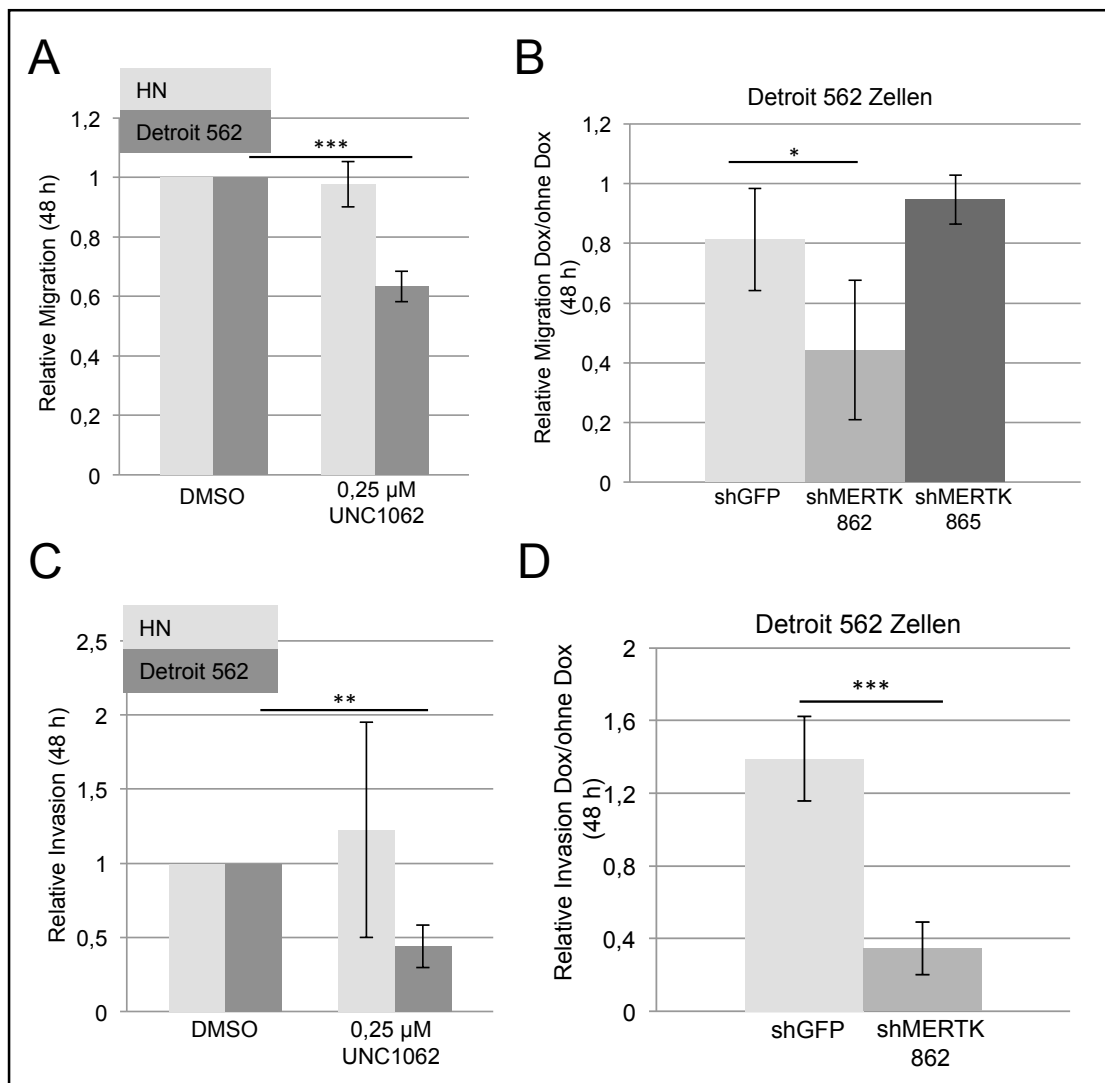 A
HN
Detroit 562
Relative Migration (48 h)
1,2
1
0,8
0,6
0,4
0,2
0
***
DMSO
0,25 µM
UNC1062
B
Detroit 562 Zellen
Relative Migration Dox/ohne Dox
(48 h)
1,2
1
0,8
0,6
0,4
0,2
0
*
shGFP
shMERTK
862
shMERTK
865
C
HN
Detroit 562
Relative Invasion (48 h)
2,5
2
1,5
1
0,5
0
**
DMSO
0,25 µM
UNC1062
D
Detroit 562 Zellen
Relative Invasion Dox/ohne Dox
(48 h)
2
1,6
1,2
0,8
0,4
0
***
shGFP
shMERTK
862